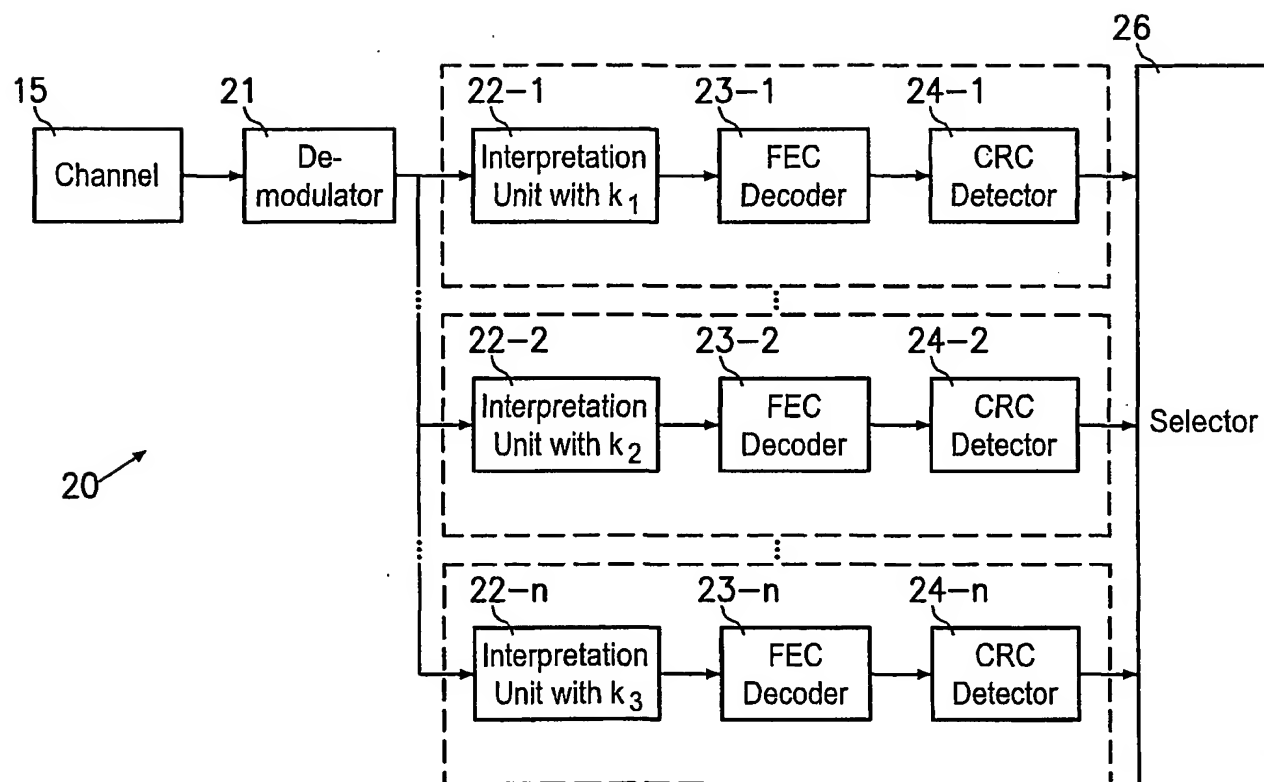 26
15
21
22-1
23-1
24-1
Channel
De-
modulator
Interpretation
Unit with k1
FEC
Decoder
CRC
Detector
22-2
23-2
24-2
Interpretation
Unit with k2
FEC
Decoder
CRC
Detector
Selector
20
22-n
23-n
24-n
Interpretation
Unit with k3
FEC
Decoder
CRC
Detector